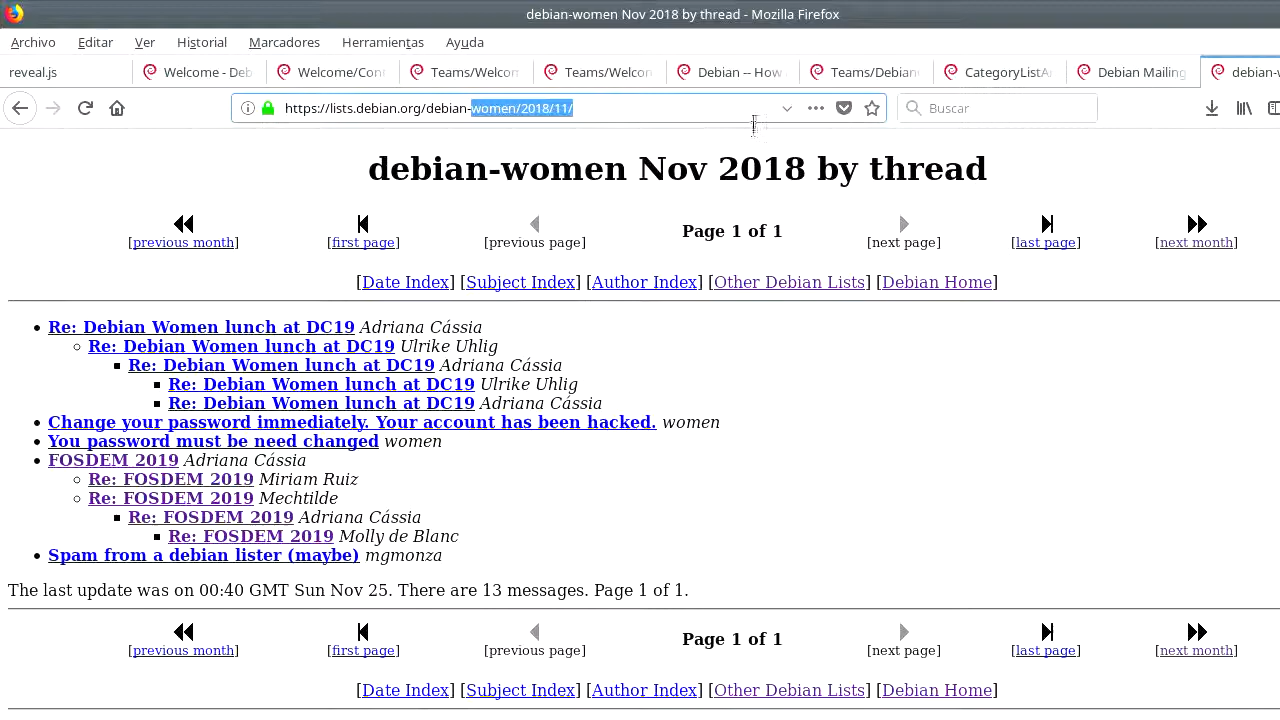 debian-women Nov 2018 by thread - Mozilla Firefox
Archivo Editar Ver Historial Marcadores Herramientas Ayuda
reveal.js Welcome - Deb Welcome/Con Teams/Welcom Teams/Welcor Debian -- How Teams/Debian CategoryListA Debian Mailing debian-w
https://lists.debian.org/debian-women/2018/11/ Buscar
debian-women Nov 2018 by thread
[previous month] [first page] [previous page] Page 1 of 1 [next page] [last page] [next month]
[Date Index] [Subject Index] [Author Index] [Other Debian Lists] [Debian Home]
Re: Debian Women lunch at DC19 Adriana Cássia
Re: Debian Women lunch at DC19 Ulrike Uhlig
Re: Debian Women lunch at DC19 Adriana Cássia
Re: Debian Women lunch at DC19 Ulrike Uhlig
Re: Debian Women lunch at DC19 Adriana Cássia
Change your password immediately. Your account has been hacked. women
You password must be need changed women
FOSDEM 2019 Adriana Cássia
Re: FOSDEM 2019 Miriam Ruiz
Re: FOSDEM 2019 Mechtilde
Re: FOSDEM 2019 Adriana Cássia
Re: FOSDEM 2019 Molly de Blanc
Spam from a debian lister (maybe) mgmonza
The last update was on 00:40 GMT Sun Nov 25. There are 13 messages. Page 1 of 1.
[previous month] [first page] [previous page] Page 1 of 1 [next page] [last page] [next month]
[Date Index] [Subject Index] [Author Index] [Other Debian Lists] [Debian Home]